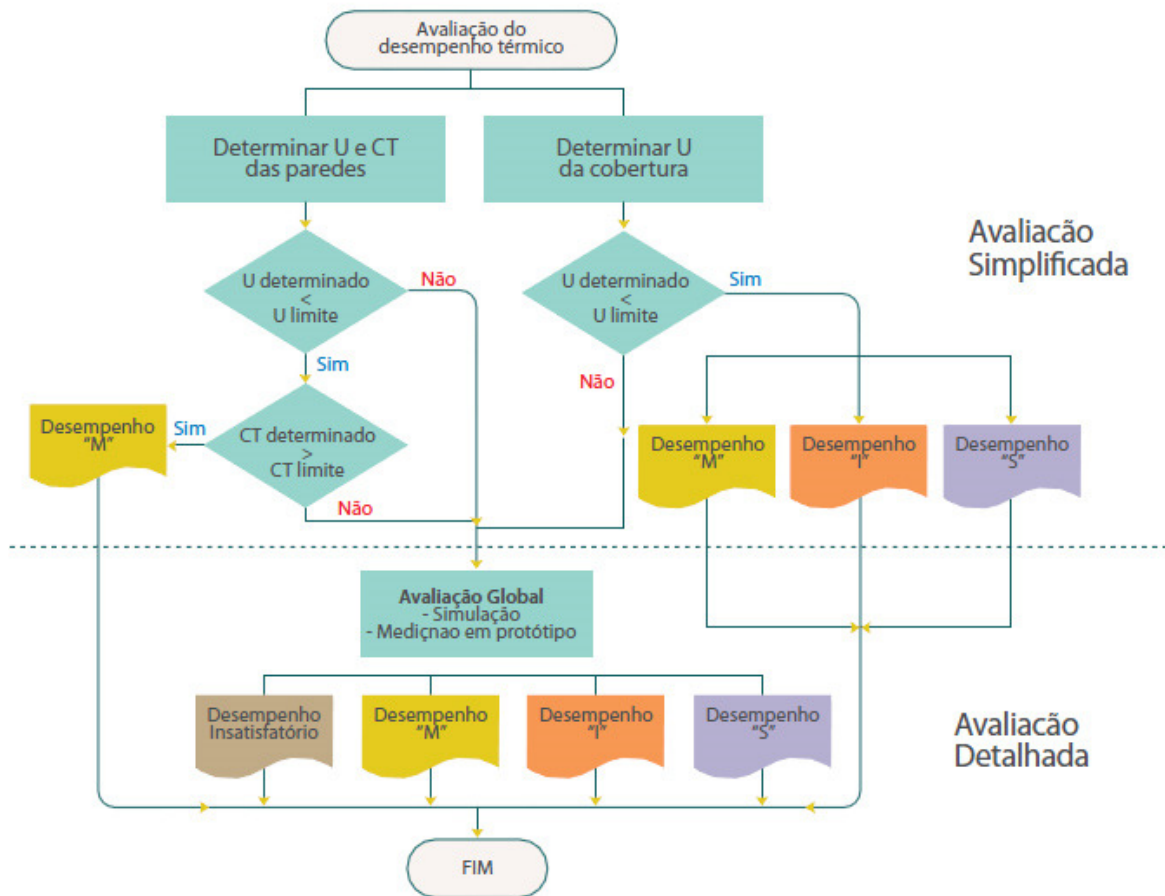 Avaliação do
desempenho térmico
Determinar U e CT
das paredes
Determinar U
da cobertura
Avaliacão
Simplificada
U determinado
<
U limite
Não
U determinado
<
U limite
Sim
Sim
Não
Desempenho
"M"
Sim
CT determinado
>
CT limite
Não
Desempenho
"M"
Desempenho
"I"
Desempenho
"S"
Avaliação Global
- Simulação
- Mediçnao em protótipo
Desempenho
Insatisfatório
Desempenho
"M"
Desempenho
"I"
Desempenho
"S"
Avaliacão
Detalhada
FIM